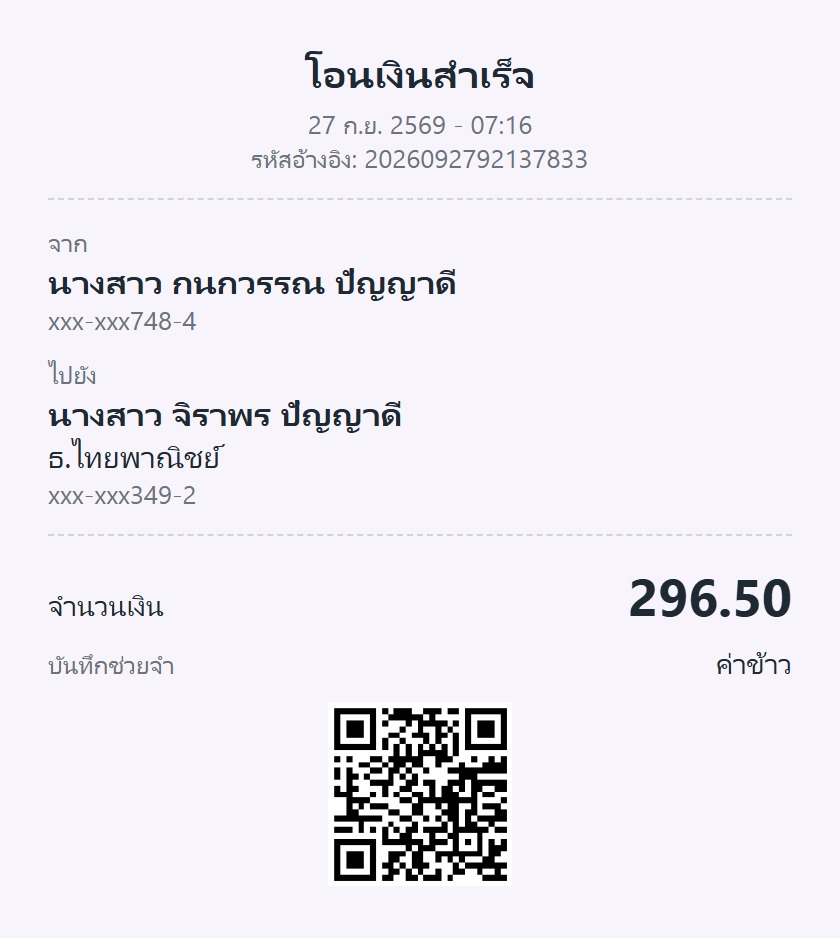 โอนเงินสำเร็จ
27 ก.ย. 2569 - 07:16
รหัสอ้างอิง: 2026092792137833
จาก
นางสาว กนกวรรณ ปัญญาดี
xxx-xxx748-4
ไปยัง
นางสาว จิราพร ปัญญาดี
ธ.ไทยพาณิชย์
xxx-xxx349-2
จำนวนเงิน 296.50
บันทึกช่วยจำ ค่าข้าว